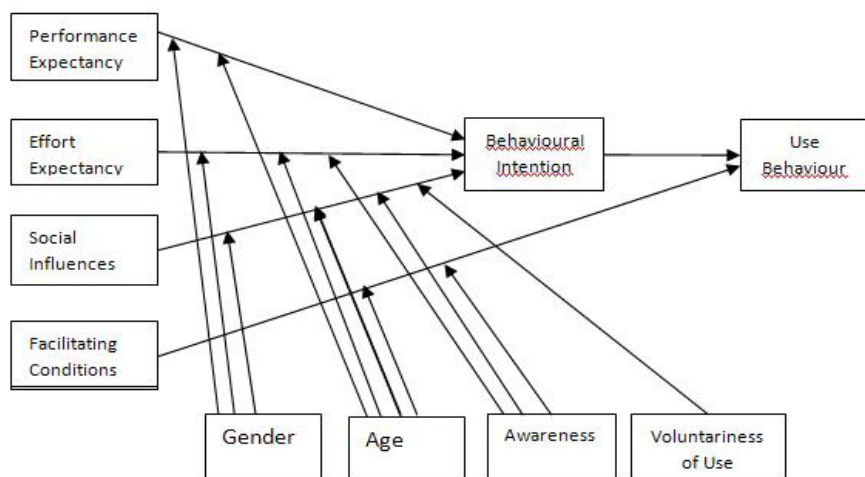 Performance
Expectancy
Effort
Expectancy
Social
Influences
Facilitating
Conditions
Behavioural
Intention
Use
Behaviour
Gender
Age
Awareness
Voluntariness
of Use